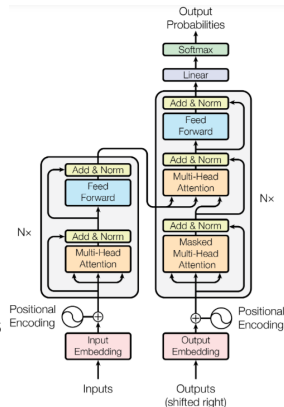 Output
Probabilities
Softmax
Linear
Add & Norm
Feed
Forward
Add & Norm
Multi-Head
Attention
Add & Norm
Masked
Multi-Head
Attention
N×
Positional
Encoding
Output
Embedding
Outputs
(shifted right)
Add & Norm
Feed
Forward
Add & Norm
Multi-Head
Attention
N×
Positional
Encoding
Input
Embedding
Inputs